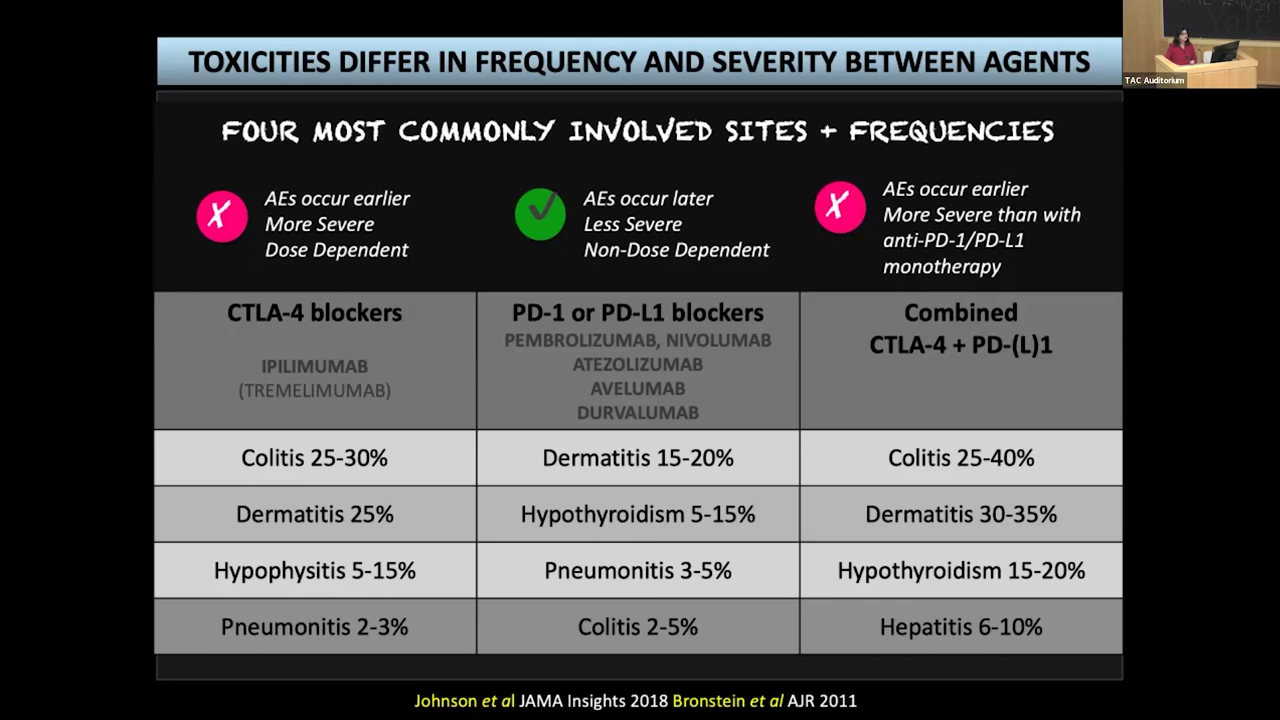 TOXICITIES DIFFER IN FREQUENCY AND SEVERITY BETWEEN AGENTS
TAC Auditorium
FOUR MOST COMMONLY INVOLVED SITES + FREQUENCIES
X
AEs occur earlier
More Severe
Dose Dependent
✓
AEs occur later
Less Severe
Non-Dose Dependent
X
AEs occur earlier
More Severe than with
anti-PD-1/PD-L1
monotherapy
CTLA-4 blockers
IPILIMUMAB
(TREMELIMUMAB)
PD-1 or PD-L1 blockers
PEMBROLIZUMAB, NIVOLUMAB
ATEZOLIZUMAB
AVELUMAB
DURVALUMAB
Combined
CTLA-4 + PD-(L)1
Colitis 25-30%
Dermatitis 15-20%
Colitis 25-40%
Dermatitis 25%
Hypothyroidism 5-15%
Dermatitis 30-35%
Hypophysitis 5-15%
Pneumonitis 3-5%
Hypothyroidism 15-20%
Pneumonitis 2-3%
Colitis 2-5%
Hepatitis 6-10%
Johnson et al JAMA Insights 2018 Bronstein et al AJR 2011